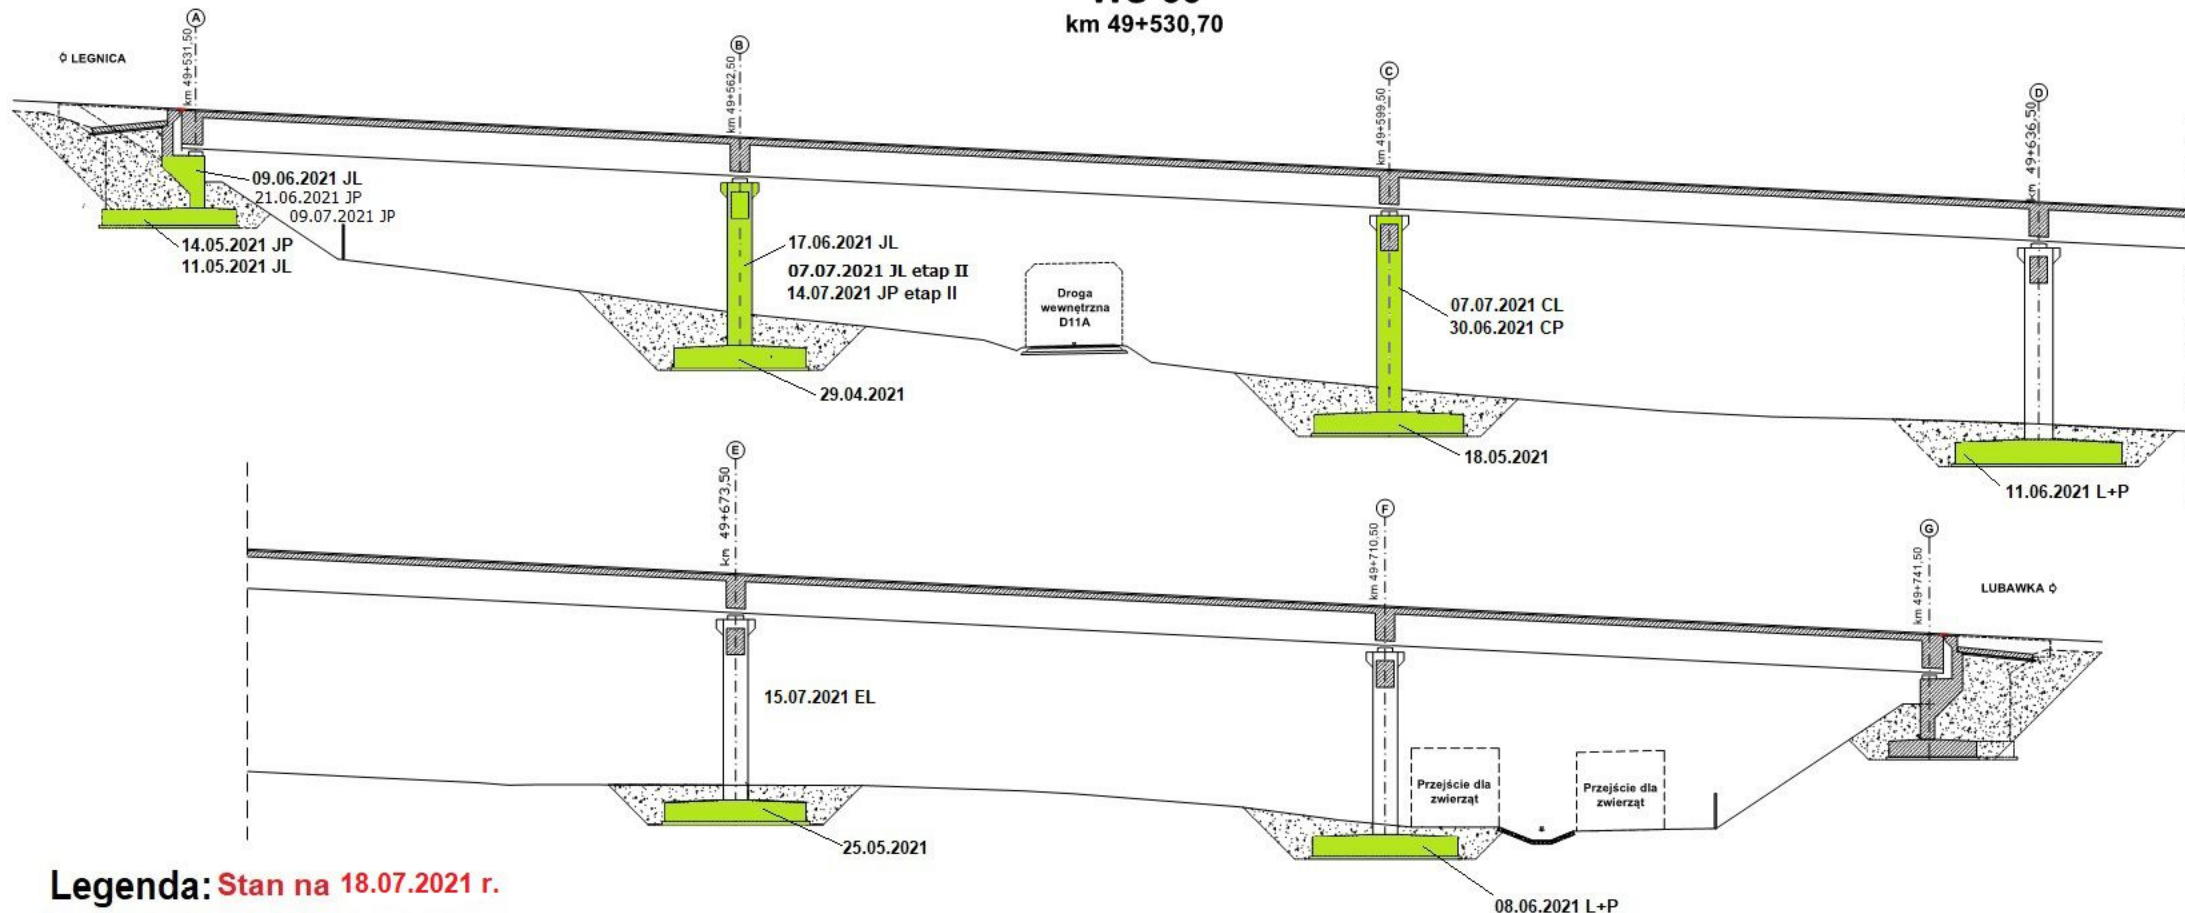 km 49+530,70
LEGNICA
A
km 49+531,50
B
km 49+562,50
C
km 49+599,50
D
km 49+636,50
09.06.2021 JL
21.06.2021 JP
09.07.2021 JP
14.05.2021 JP
11.05.2021 JL
17.06.2021 JL
07.07.2021 JL etap II
14.07.2021 JP etap II
29.04.2021
Droga
wewnętrzna
D11A
07.07.2021 CL
30.06.2021 CP
18.05.2021
11.06.2021 L+P
E
km 49+673,50
F
km 49+710,50
G
km 49+741,50
LUBAWKA
15.07.2021 EL
25.05.2021
Przejście dla
zwierząt
Przejście dla
zwierząt
08.06.2021 L+P
Legenda: Stan na 18.07.2021 r.